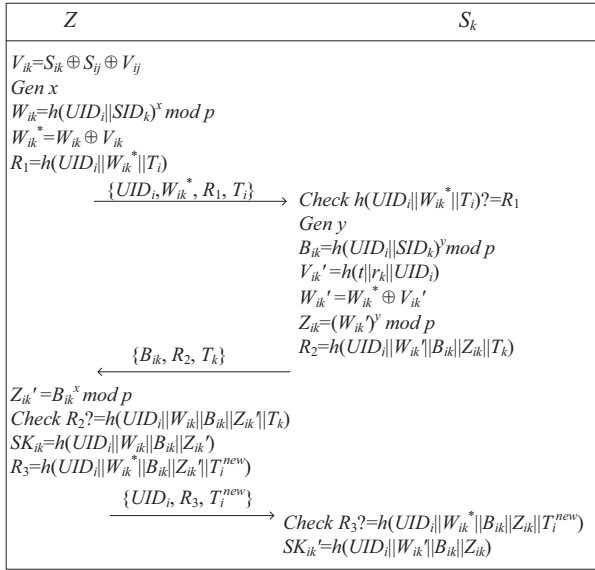 Z S_k
V_ik=S_ik⊕S_ij⊕V_ij
Gen x
W_ik=h(UID_i||SID_k)^x mod p
W_ik^*=W_ik⊕V_ik
R_1=h(UID_i||W_ik^*||T_i)
{UID_i,W_ik^*, R_1, T_i}
Check h(UID_i||W_ik^*||T_i)?=R_1
Gen y
B_ik=h(UID_i||SID_k)^y mod p
V_ik'=h(t||r_k||UID_i)
W_ik'=W_ik^*⊕V_ik'
Z_ik=(W_ik')^y mod p
R_2=h(UID_i||W_ik'||B_ik||Z_ik||T_k)
{B_ik, R_2, T_k}
Z_ik'=B_ik^x mod p
Check R_2?=h(UID_i||W_ik||B_ik||Z_ik'||T_k)
SK_ik=h(UID_i||W_ik||B_ik||Z_ik')
R_3=h(UID_i||W_ik^*||B_ik||Z_ik'||T_i^new)
{UID_i, R_3, T_i^new}
Check R_3?=h(UID_i||W_ik^*||B_ik||Z_ik||T_i^new)
SK_ik'=h(UID_i||W_ik'||B_ik||Z_ik)